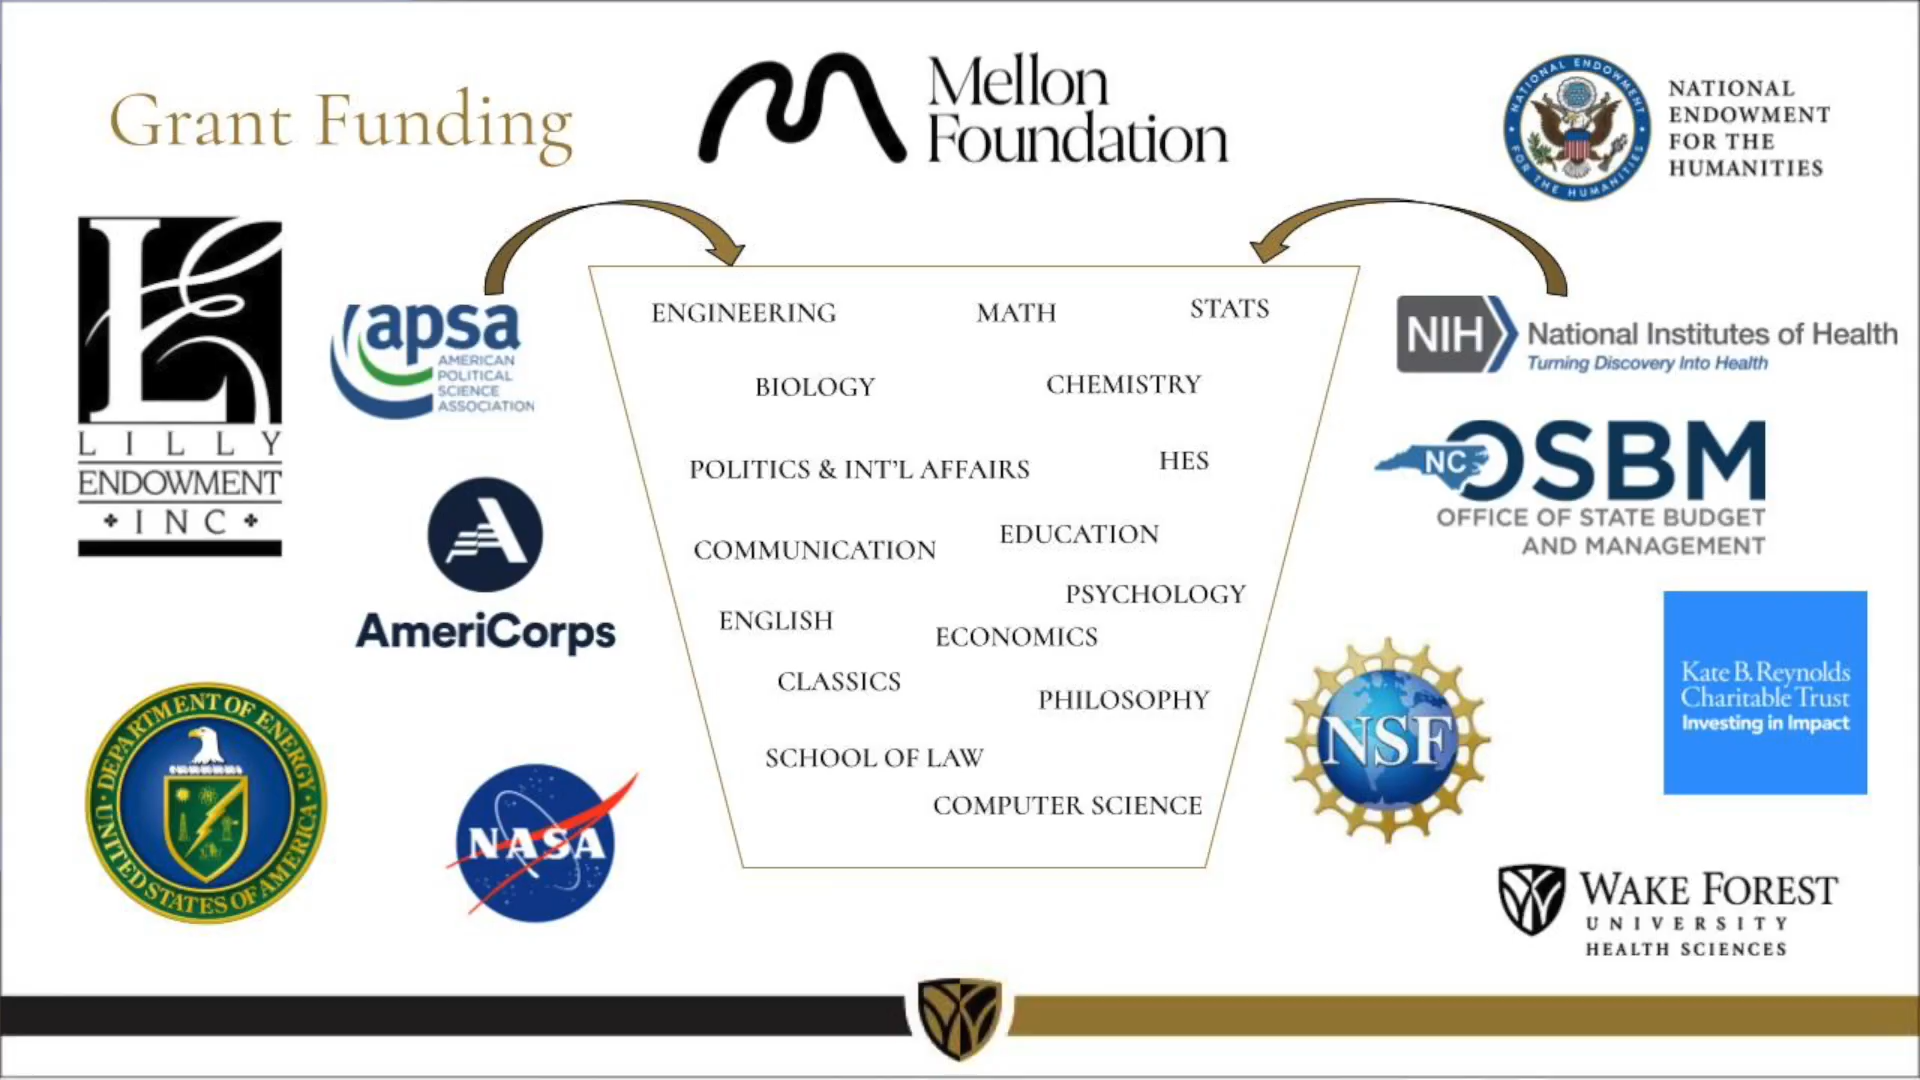 Grant Funding
Mellon
Foundation
NATIONAL ENDOWMENT
FOR THE HUMANITIES
NATIONAL
ENDOWMENT
FOR THE
HUMANITIES
LILLY
ENDOWMENT
INC
apsa
AMERICAN
POLITICAL
SCIENCE
ASSOCIATION
AmeriCorps
DEPARTMENT OF ENERGY
UNITED STATES OF AMERICA
NASA
ENGINEERING
MATH
STATS
BIOLOGY
CHEMISTRY
POLITICS & INT'L AFFAIRS
HES
COMMUNICATION
EDUCATION
PSYCHOLOGY
ENGLISH
ECONOMICS
CLASSICS
PHILOSOPHY
SCHOOL OF LAW
COMPUTER SCIENCE
NIH
National Institutes of Health
Turning Discovery Into Health
NC OSBM
OFFICE OF STATE BUDGET
AND MANAGEMENT
NSF
Kate B. Reynolds
Charitable Trust
Investing in Impact
WAKE FOREST
UNIVERSITY
HEALTH SCIENCES